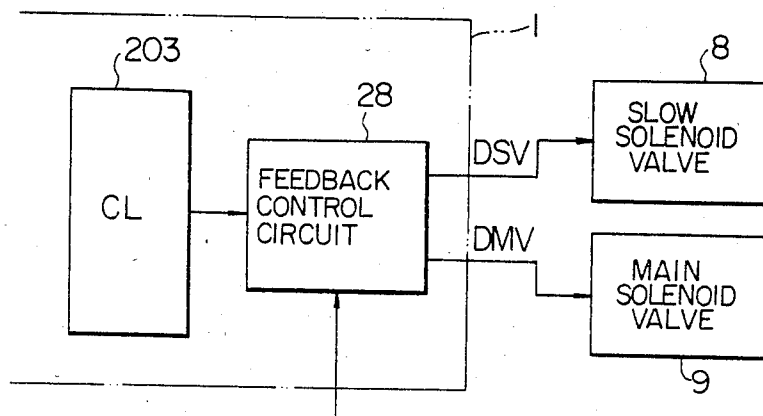 1
203
28
8
CL
FEEDBACK
CONTROL
CIRCUIT
DSV
DMV
SLOW
SOLENOID
VALVE
MAIN
SOLENOID
VALVE
9